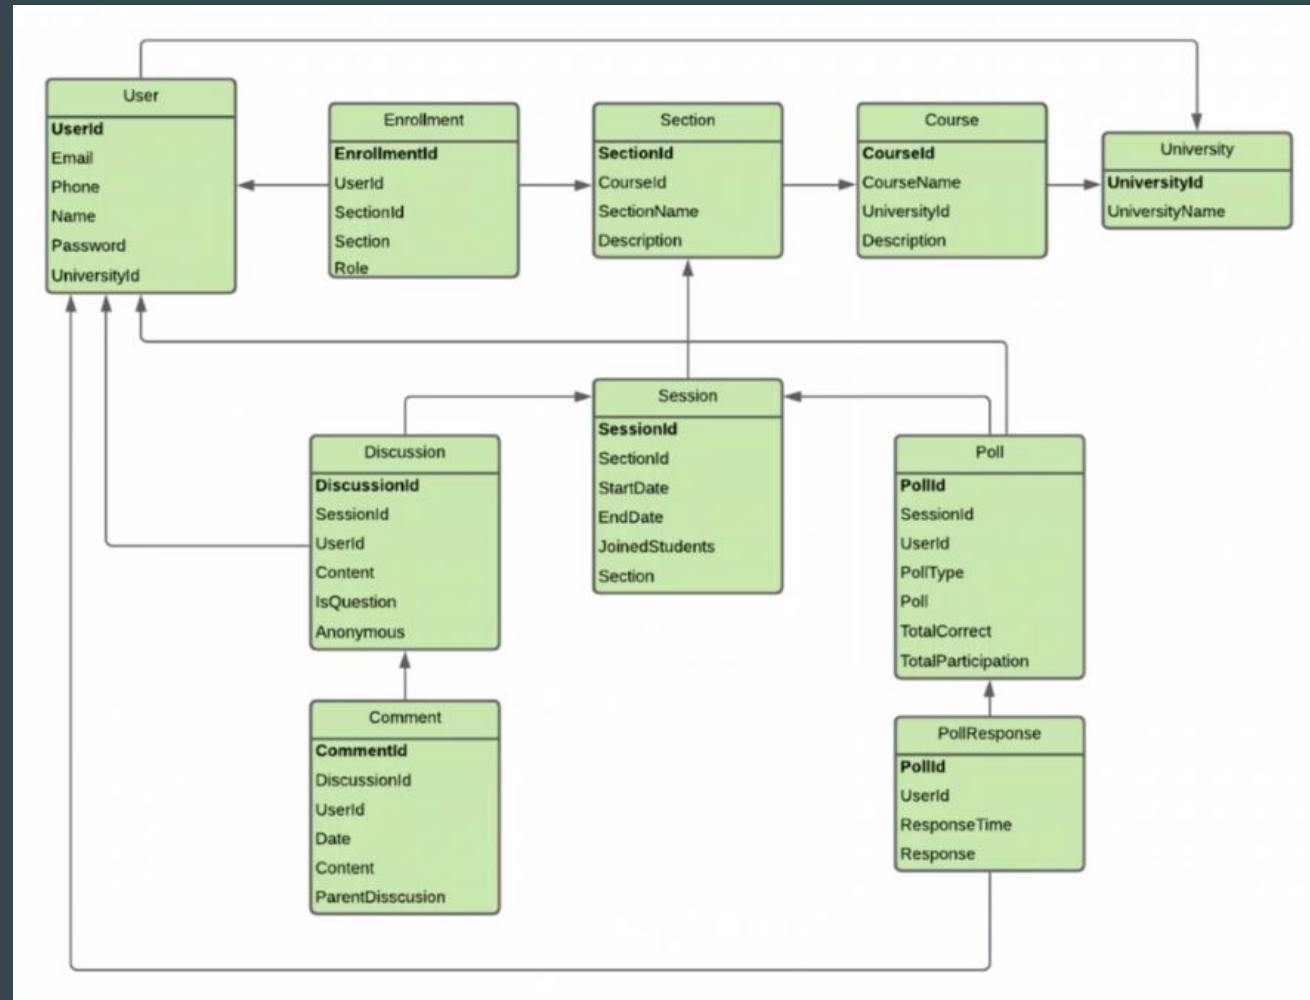 User
UserId
Email
Phone
Name
Password
UniversityId
Enrollment
EnrollmentId
UserId
SectionId
Section
Role
Section
SectionId
CourseId
SectionName
Description
Course
CourseId
CourseName
UniversityId
Description
University
UniversityId
UniversityName
Discussion
DiscussionId
SessionId
UserId
Content
IsQuestion
Anonymous
Session
SessionId
SectionId
StartDate
EndDate
JoinedStudents
Section
Poll
PollId
SessionId
UserId
PollType
Poll
TotalCorrect
TotalParticipation
Comment
CommentId
DiscussionId
UserId
Date
Content
ParentDisscusion
PollResponse
PollId
UserId
ResponseTime
Response